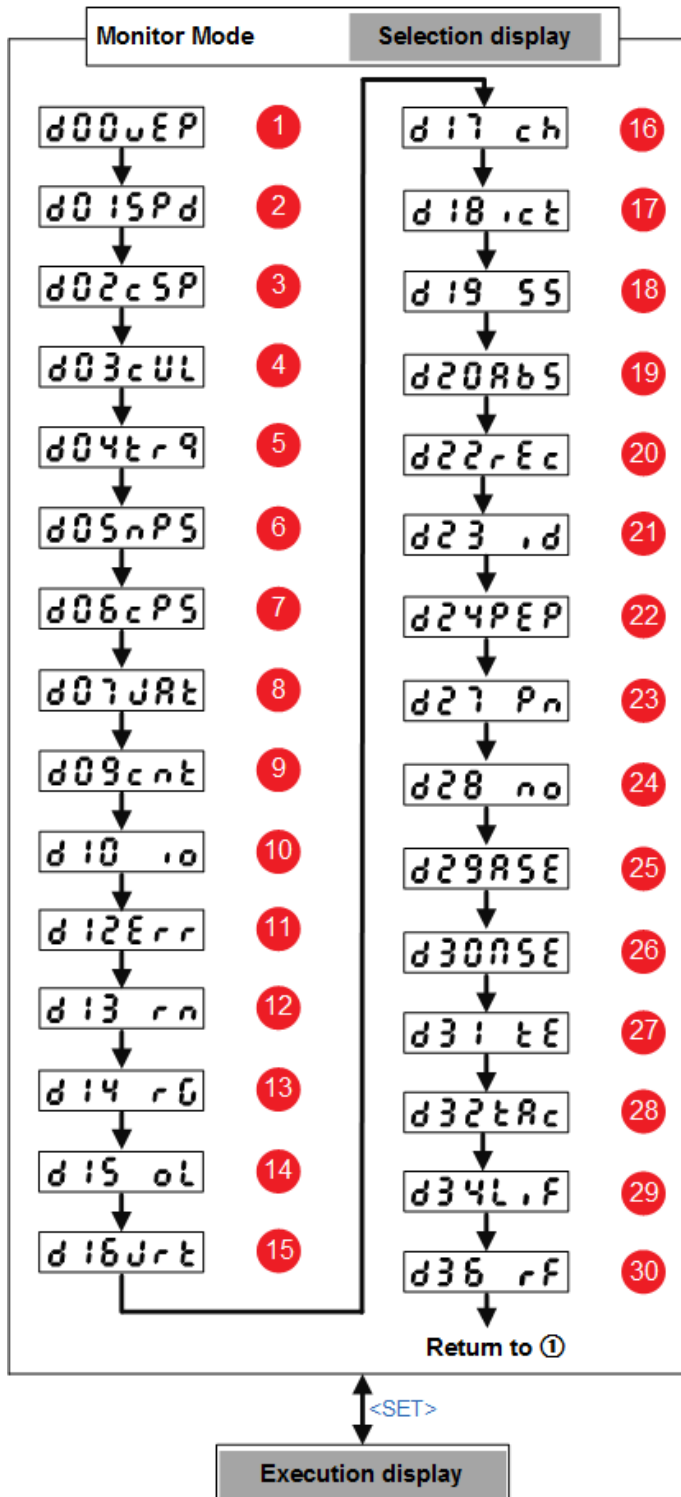 Monitor Mode
Selection display
d00uEP 1
d01SPd 2
d02cSP 3
d03cUL 4
d04trq 5
d05nPS 6
d06cPS 7
d07JAt 8
d09cnt 9
d10 io 10
d12Err 11
d13 rn 12
d14 rG 13
d15 oL 14
d16Jrt 15
d17 ch 16
d18 ict 17
d19 SS 18
d20AbS 19
d22rEc 20
d23 id 21
d24PEP 22
d27 Pn 23
d28 no 24
d29ASE 25
d30MSE 26
d31 tE 27
d32tAc 28
d34LiF 29
d36 rF 30
Return to ①
<SET>
Execution display